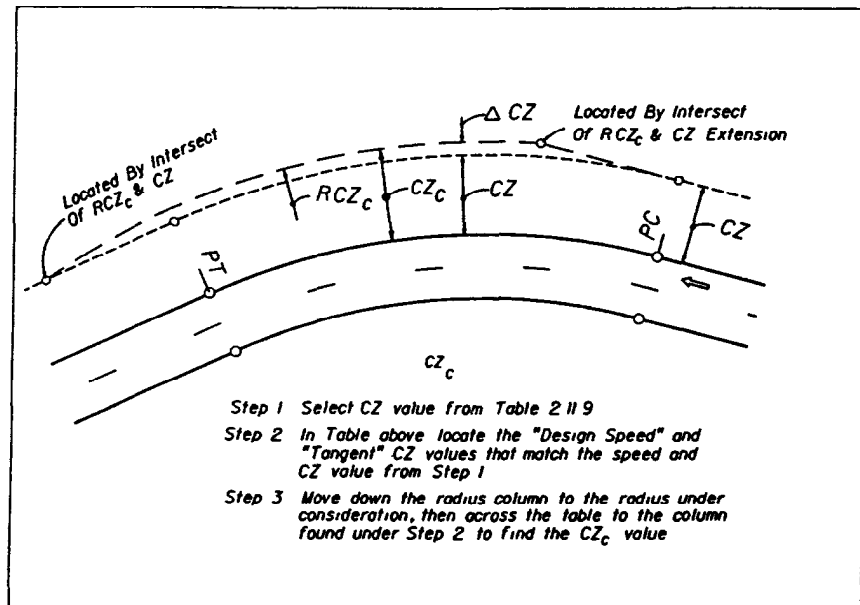 Δ CZ
Located By Intersect
Of RCZc & CZ Extension
Located By Intersect
Of RCZc & CZ
RCZc
CZc
CZ
PC
CZ
PT
CZc
Step 1 Select CZ value from Table 2 11 9
Step 2 In Table above locate the "Design Speed" and
"Tangent" CZ values that match the speed and
CZ value from Step 1
Step 3 Move down the radius column to the radius under
consideration, then across the table to the column
found under Step 2 to find the CZc value